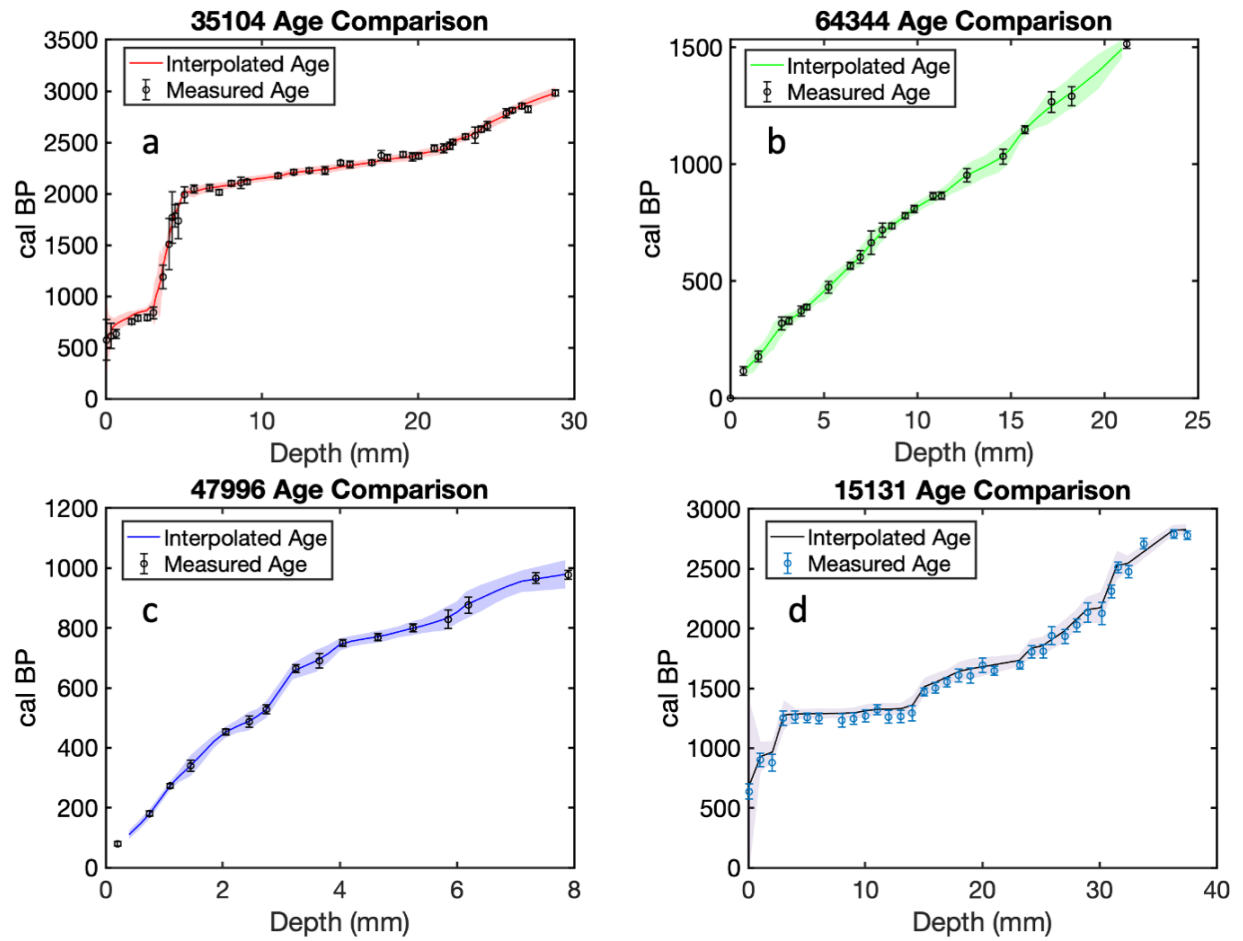 35104 Age Comparison
3500
3000
2500
2000
1500
1000
500
0
cal BP
Interpolated Age
Measured Age
a
0 10 20 30
Depth (mm)
64344 Age Comparison
1500
1000
500
0
cal BP
Interpolated Age
Measured Age
b
0 5 10 15 20 25
Depth (mm)
47996 Age Comparison
1200
1000
800
600
400
200
0
cal BP
Interpolated Age
Measured Age
c
0 2 4 6 8
Depth (mm)
15131 Age Comparison
3000
2500
2000
1500
1000
500
0
cal BP
Interpolated Age
Measured Age
d
0 10 20 30 40
Depth (mm)